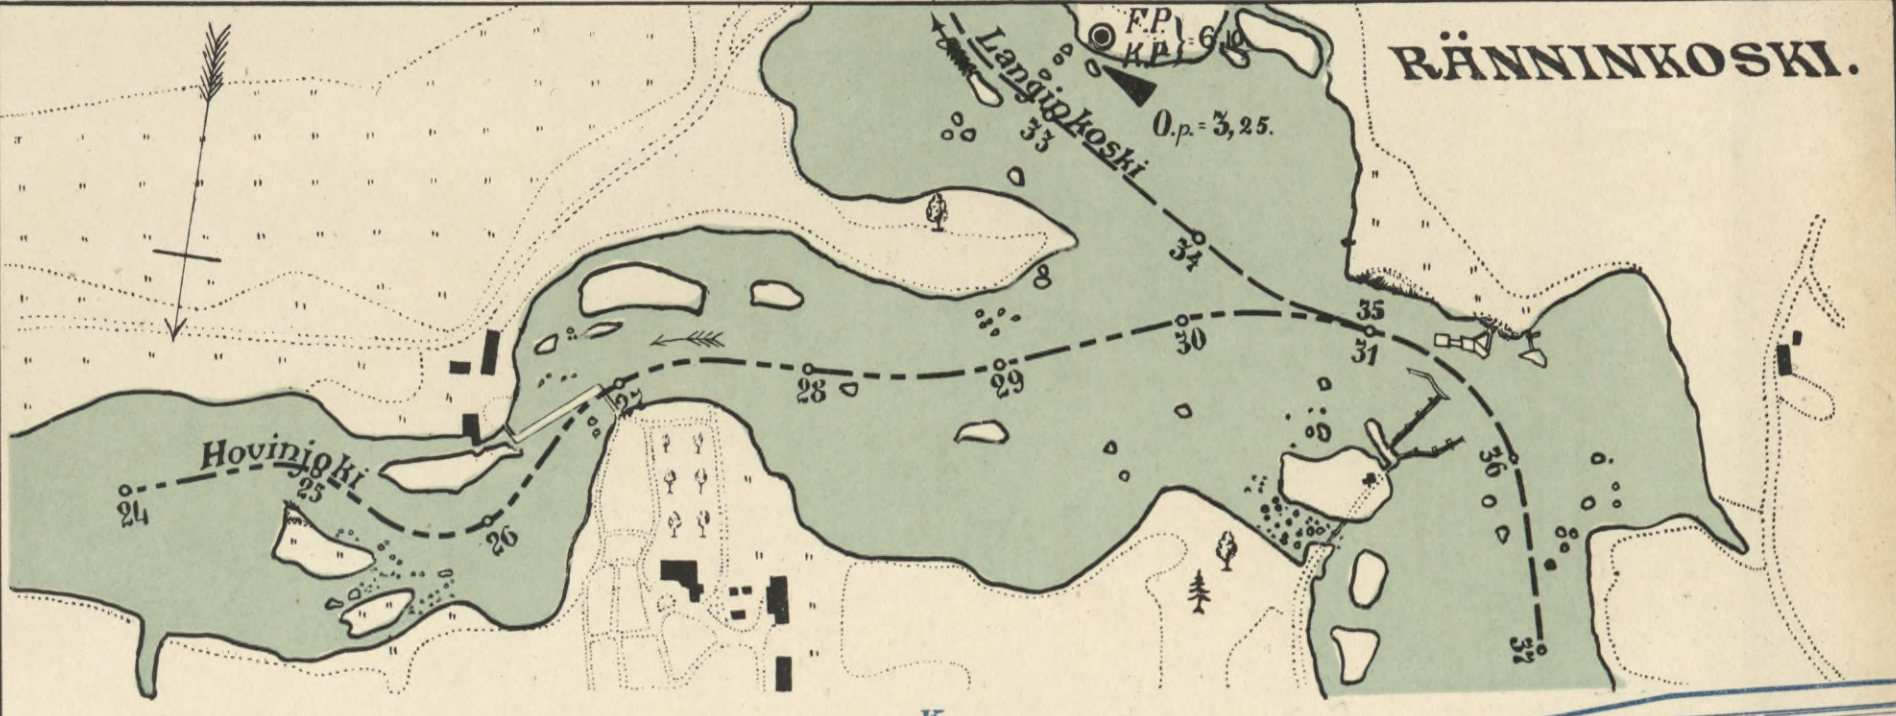 RÄNNINKOSKI.
F.P.
K.P. } = 6,10
O.p. = 3,25.
Langinkoski
33
34
8
35
31
30
29
28
27
36
37
Hovinjoki
24
25
26
K